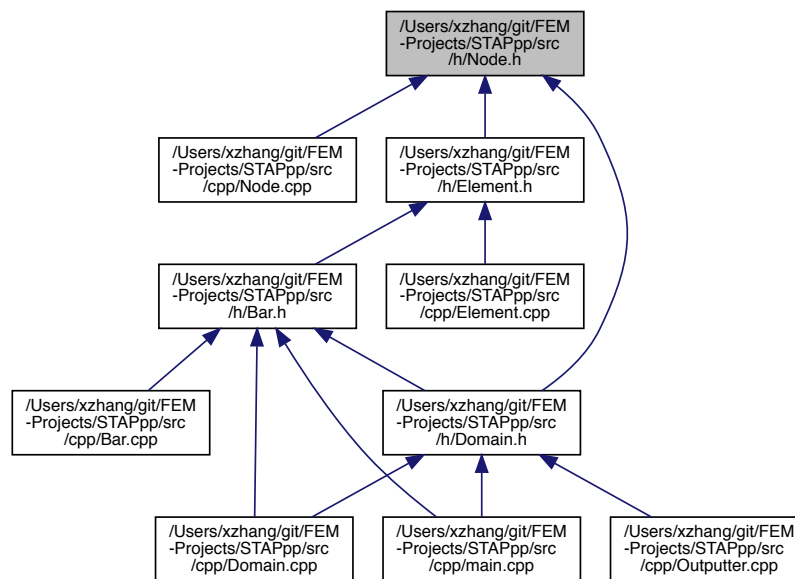 /Users/xzhang/git/FEM
-Projects/STAPpp/src
/h/Node.h
/Users/xzhang/git/FEM
-Projects/STAPpp/src
/cpp/Node.cpp
/Users/xzhang/git/FEM
-Projects/STAPpp/src
/h/Element.h
/Users/xzhang/git/FEM
-Projects/STAPpp/src
/h/Bar.h
/Users/xzhang/git/FEM
-Projects/STAPpp/src
/cpp/Element.cpp
/Users/xzhang/git/FEM
-Projects/STAPpp/src
/cpp/Bar.cpp
/Users/xzhang/git/FEM
-Projects/STAPpp/src
/h/Domain.h
/Users/xzhang/git/FEM
-Projects/STAPpp/src
/cpp/Domain.cpp
/Users/xzhang/git/FEM
-Projects/STAPpp/src
/cpp/main.cpp
/Users/xzhang/git/FEM
-Projects/STAPpp/src
/cpp/Outputter.cpp